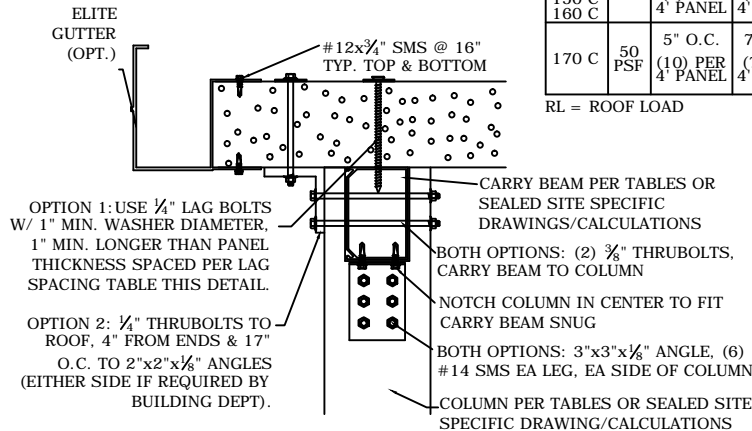 ELITE
GUTTER
(OPT.)
#12x¾" SMS @ 16"
TYP. TOP & BOTTOM
160 C
4' PANEL
4'
170 C
50
PSF
5" O.C.
(10) PER
4' PANEL
7
4'
RL = ROOF LOAD
OPTION 1:USE ¼" LAG BOLTS
W/ 1" MIN. WASHER DIAMETER,
1" MIN. LONGER THAN PANEL
THICKNESS SPACED PER LAG
SPACING TABLE THIS DETAIL.
OPTION 2: ¼" THRUBOLTS TO
ROOF, 4" FROM ENDS & 17"
O.C. TO 2"x2"x⅛" ANGLES
(EITHER SIDE IF REQUIRED BY
BUILDING DEPT).
CARRY BEAM PER TABLES OR
SEALED SITE SPECIFIC
DRAWINGS/CALCULATIONS
BOTH OPTIONS: (2) ⅜" THRUBOLTS,
CARRY BEAM TO COLUMN
NOTCH COLUMN IN CENTER TO FIT
CARRY BEAM SNUG
BOTH OPTIONS: 3"x3"x⅛" ANGLE, (6)
#14 SMS EA LEG, EA SIDE OF COLUMN
COLUMN PER TABLES OR SEALED SITE
SPECIFIC DRAWING/CALCULATIONS